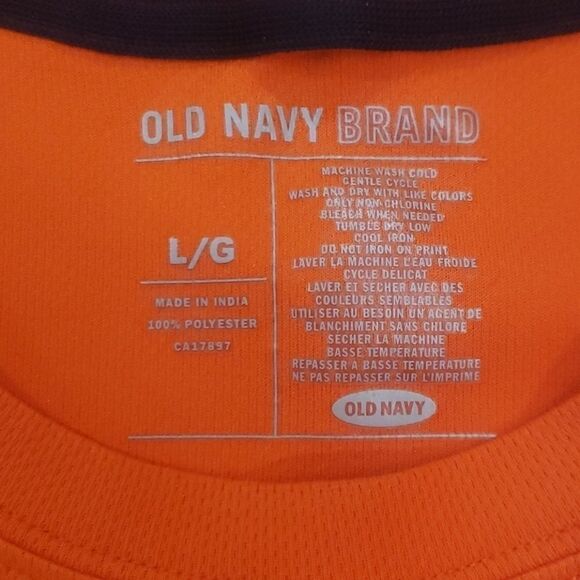 OLD NAVY BRAND
L/G
MADE IN INDIA
100% POLYESTER
CA17897
MACHINE WASH COLD
GENTLE CYCLE
WASH AND DRY WITH LIKE COLORS
ONLY NON-CHLORINE
BLEACH WHEN NEEDED
TUMBLE DRY LOW
COOL IRON
DO NOT IRON ON PRINT
LAVER LA MACHINE L'EAU FROIDE
CYCLE DELICAT
LAVER ET SECHER AVEC DES
COULEURS SEMBLABLES
UTILISER AU BESOIN UN AGENT DE
BLANCHIMENT SANS CHLORE
SECHER LA MACHINE
BASSE TEMPERATURE
REPASSER A BASSE TEMPERATURE
NE PAS REPASSER SUR L'IMPRIME
OLD NAVY